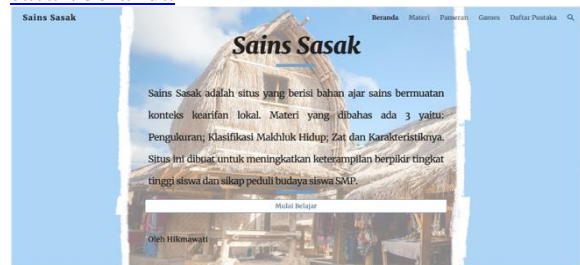 Sains Sasak
Beranda Materi Pameran Games Daftar Pustaka
Sains Sasak
Sains Sasak adalah situs yang berisi bahan ajar sains bermuatan
konteks kearifan lokal. Materi yang dibahas ada 3 yaitu:
Pengukuran; Klasifikasi Makhluk Hidup; Zat dan Karakteristiknya.
Situs ini dibuat untuk meningkatkan keterampilan berpikir tingkat
tinggi siswa dan sikap peduli budaya siswa SMP.
Mulai Belajar
Oleh Hikmawati